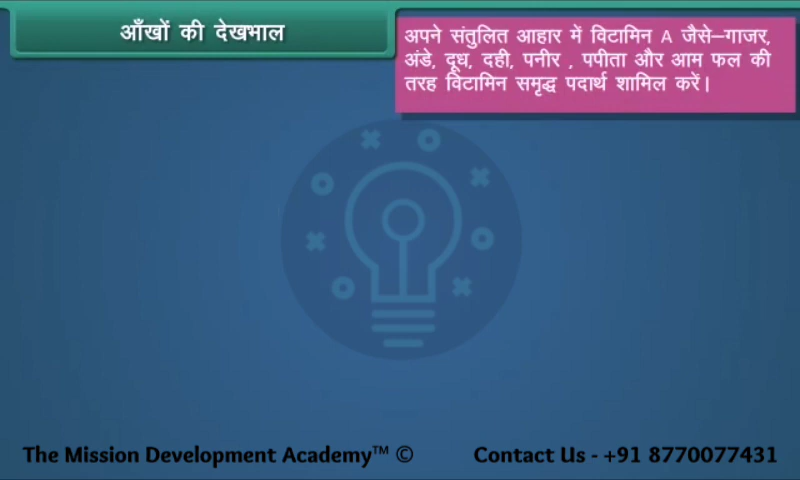 आँखों की देखभाल
अपने संतुलित आहार में विटामिन A जैसे–गाजर,
अंडे, दूध, दही, पनीर , पपीता और आम फल की
तरह विटामिन समृद्ध पदार्थ शामिल करें।
The Mission Development Academy™ © Contact Us - +91 8770077431